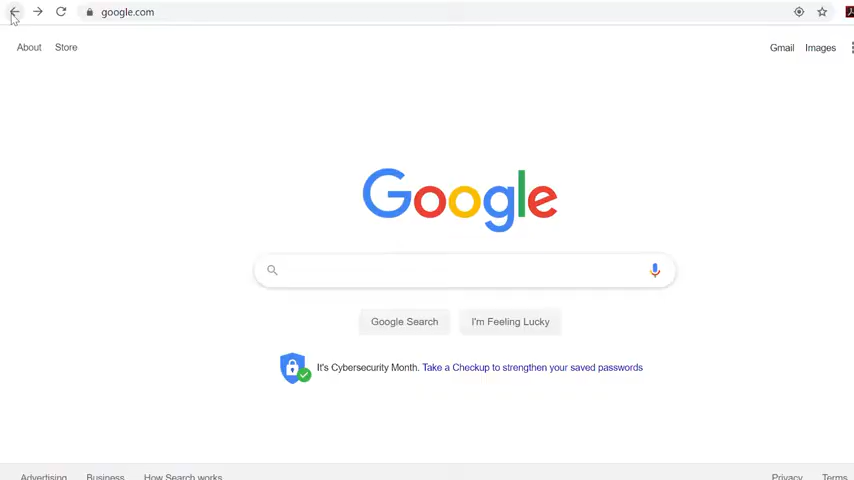 google.com
About Store Gmail Images
Google
Google Search I'm Feeling Lucky
It's Cybersecurity Month. Take a Checkup to strengthen your saved passwords
Advertising Business How Search works Privacy Terms